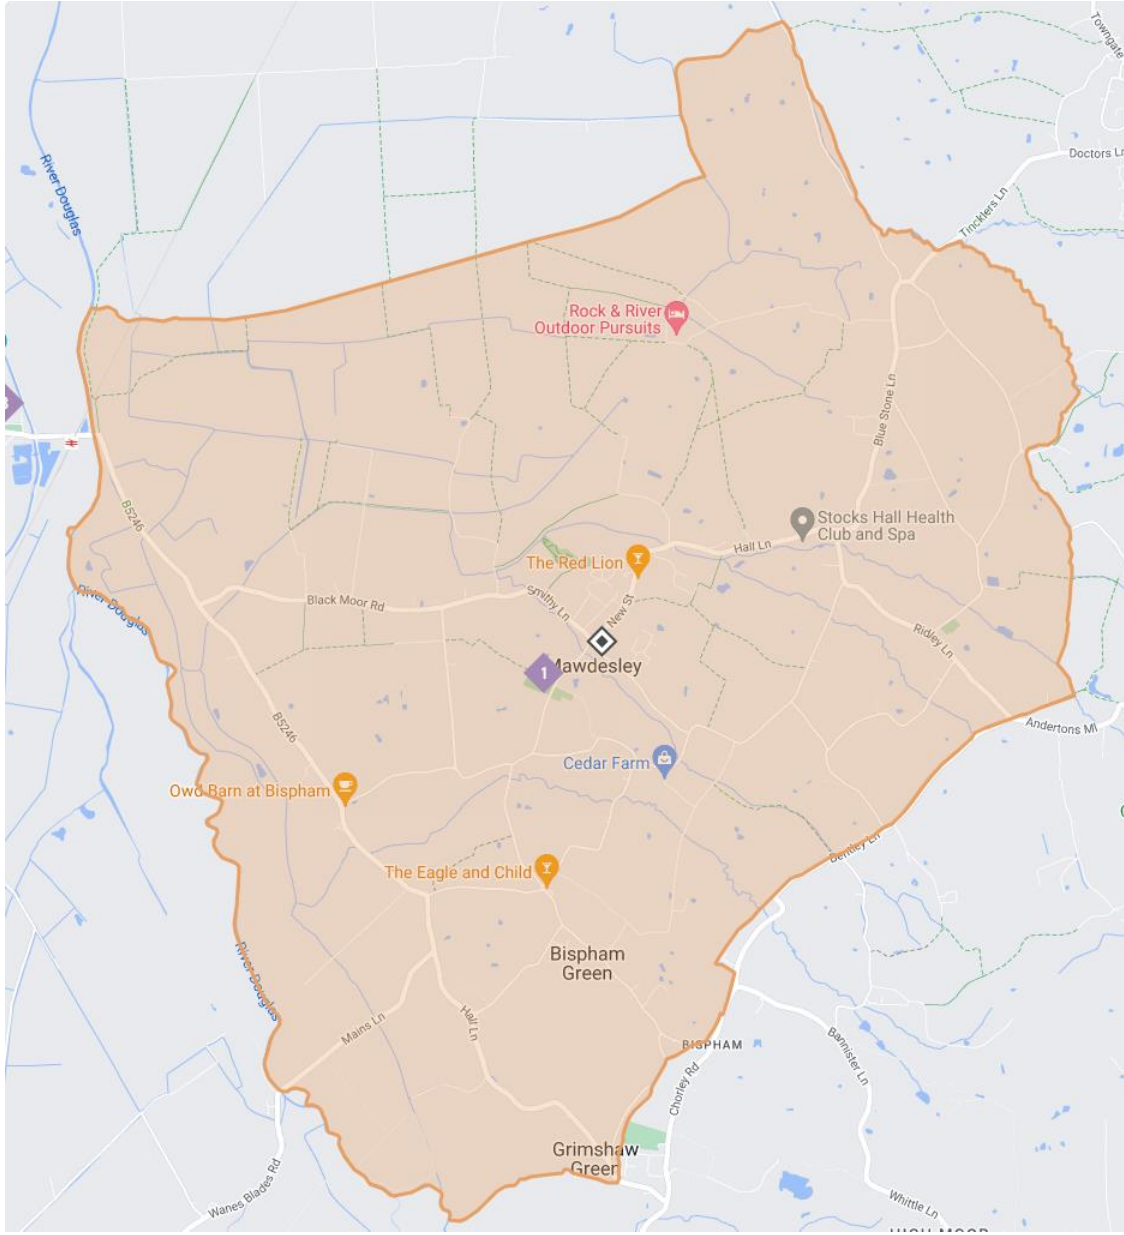 Towngate
Doctors Ln
Tincklers Ln
River Douglas
Rock & River
Outdoor Pursuits
Blue Stone Ln
B5246
Stocks Hall Health
Club and Spa
Hall Ln
The Red Lion
Smithy Ln
New St
Black Moor Rd
River Douglas
Ridley Ln
Mawdesley
1
Andertons Ml
B5246
Cedar Farm
Owd Barn at Bispham
Bentley Ln
The Eagle and Child
Bispham
Green
River Douglas
Mains Ln
Hall Ln
BISPHAM
Bannister Ln
Chorley Rd
Grimshaw
Green
Wanes Blades Rd
Whittle Ln